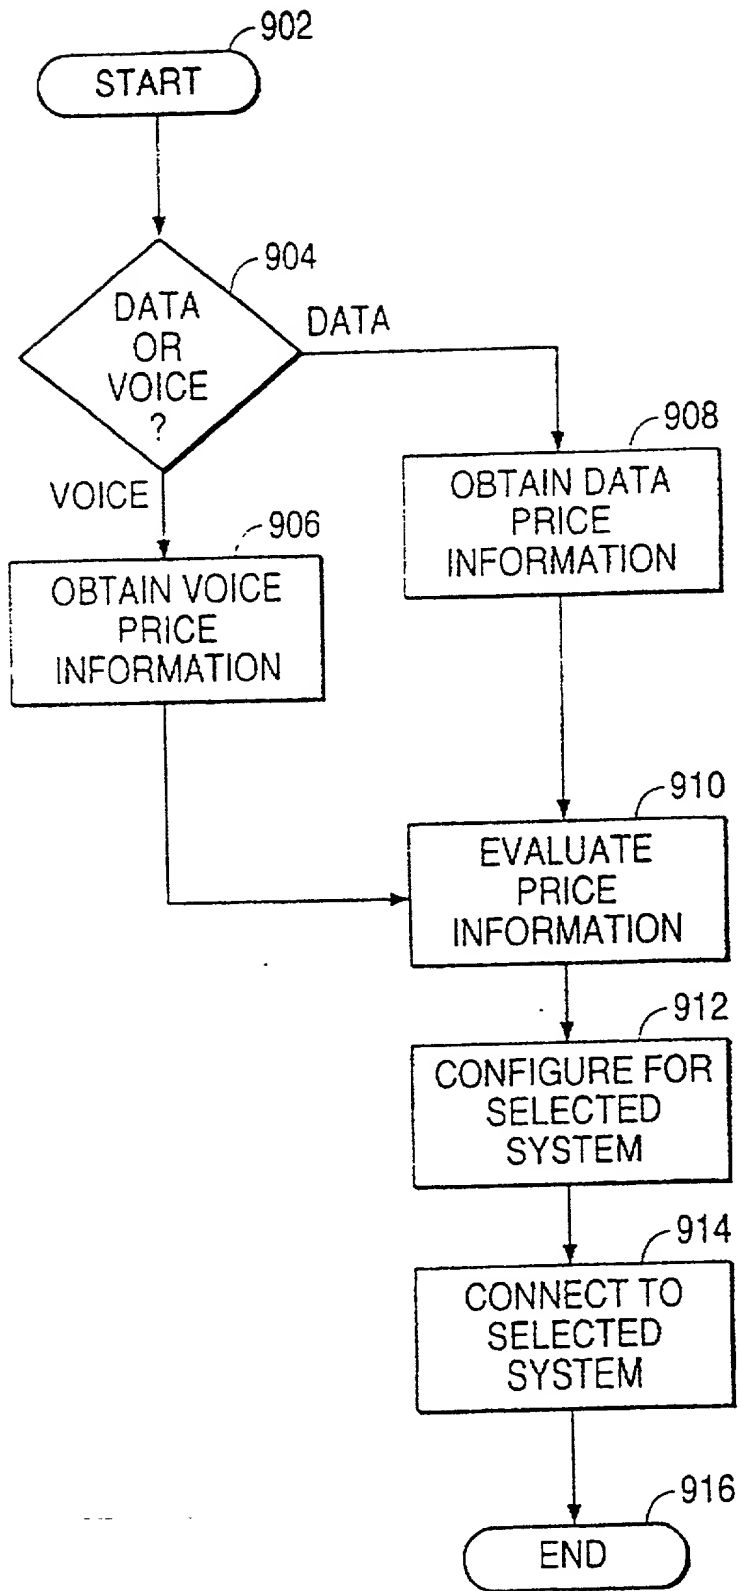 902
START
904
DATA
OR
VOICE
?
DATA
VOICE
908
OBTAIN DATA
PRICE
INFORMATION
906
OBTAIN VOICE
PRICE
INFORMATION
910
EVALUATE
PRICE
INFORMATION
912
CONFIGURE FOR
SELECTED
SYSTEM
914
CONNECT TO
SELECTED
SYSTEM
916
END